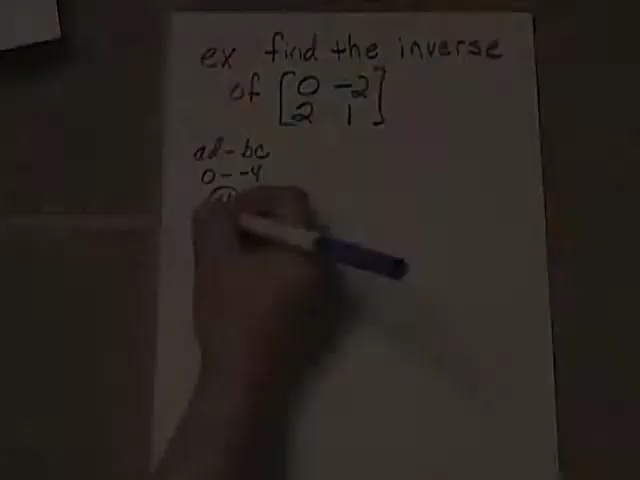 ex find the inverse
of [0 -2
2 1]
ad-bc
0--4